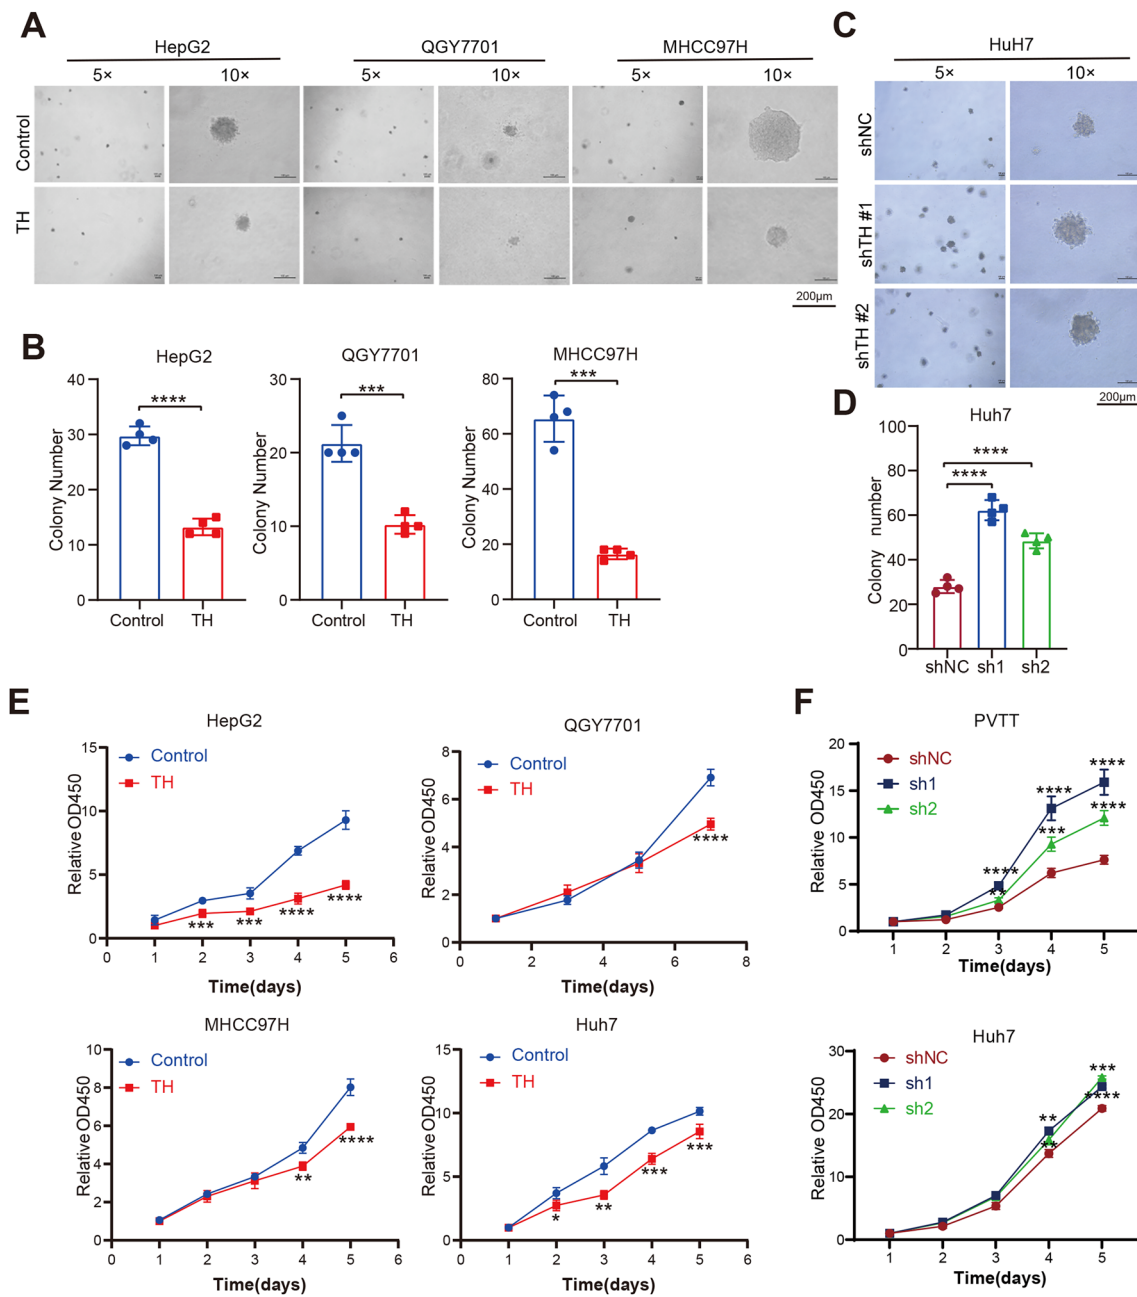 A
HepG2
QGY7701
MHCC97H
5×
10×
5×
10×
5×
10×
Control
TH
200μm
C
HuH7
5×
10×
shNC
shTH #1
shTH #2
200μm
B
HepG2
Colony Number
40
30
20
10
0
****
Control
TH
QGY7701
Colony Number
30
20
10
0
***
Control
TH
MHCC97H
Colony Number
80
60
40
20
0
***
Control
TH
D
Huh7
Colony number
100
80
60
40
20
0
****
****
shNC
sh1
sh2
E
HepG2
Relative OD450
15
10
5
0
Control
TH
***
***
****
****
0
1
2
3
4
5
6
Time(days)
QGY7701
Relative OD450
8
6
4
2
0
Control
TH
****
0
2
4
6
8
Time(days)
MHCC97H
Relative OD450
10
8
6
4
2
0
Control
TH
**
****
0
1
2
3
4
5
6
Time(days)
Huh7
Relative OD450
15
10
5
0
Control
TH
*
**
***
***
0
1
2
3
4
5
6
Time(days)
F
PVTT
Relative OD450
20
15
10
5
0
shNC
sh1
sh2
****
**
****
***
****
****
1
2
3
4
5
Time(days)
Huh7
Relative OD450
30
20
10
0
shNC
sh1
sh2
**
**
***
****
1
2
3
4
5
Time(days)